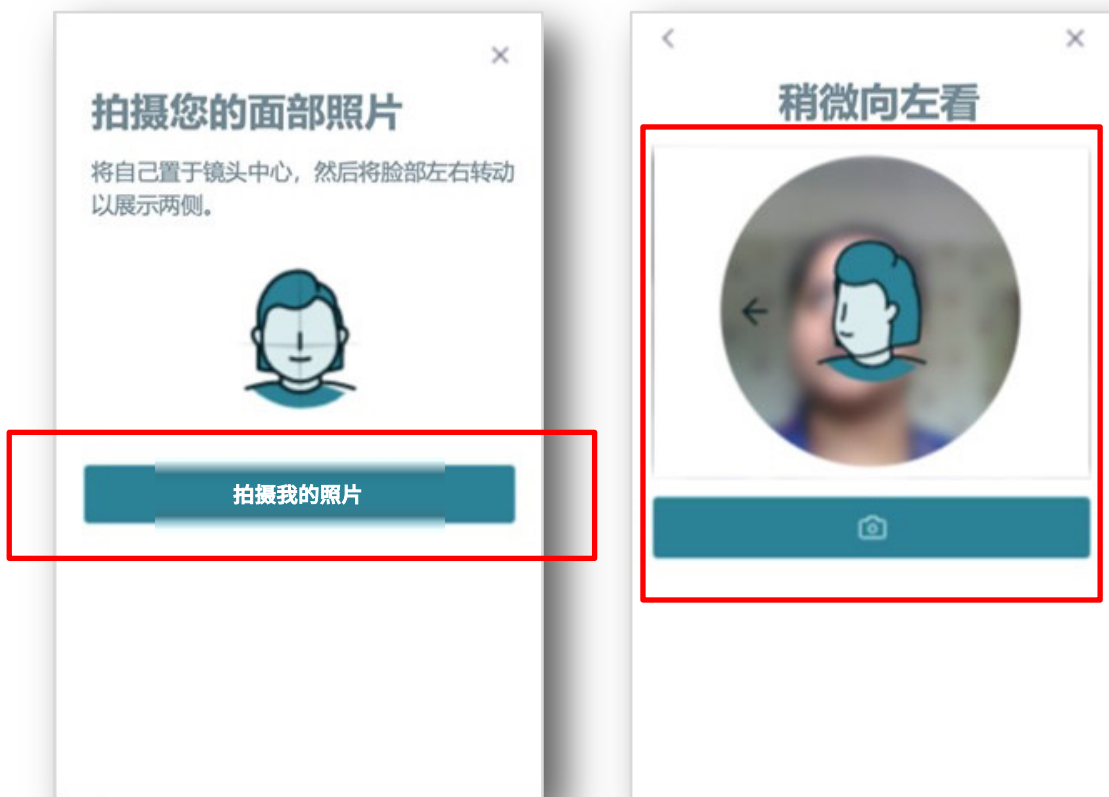 拍摄您的面部照片
将自己置于镜头中心，然后将脸部左右转动
以展示两侧。
拍摄我的照片
稍微向左看